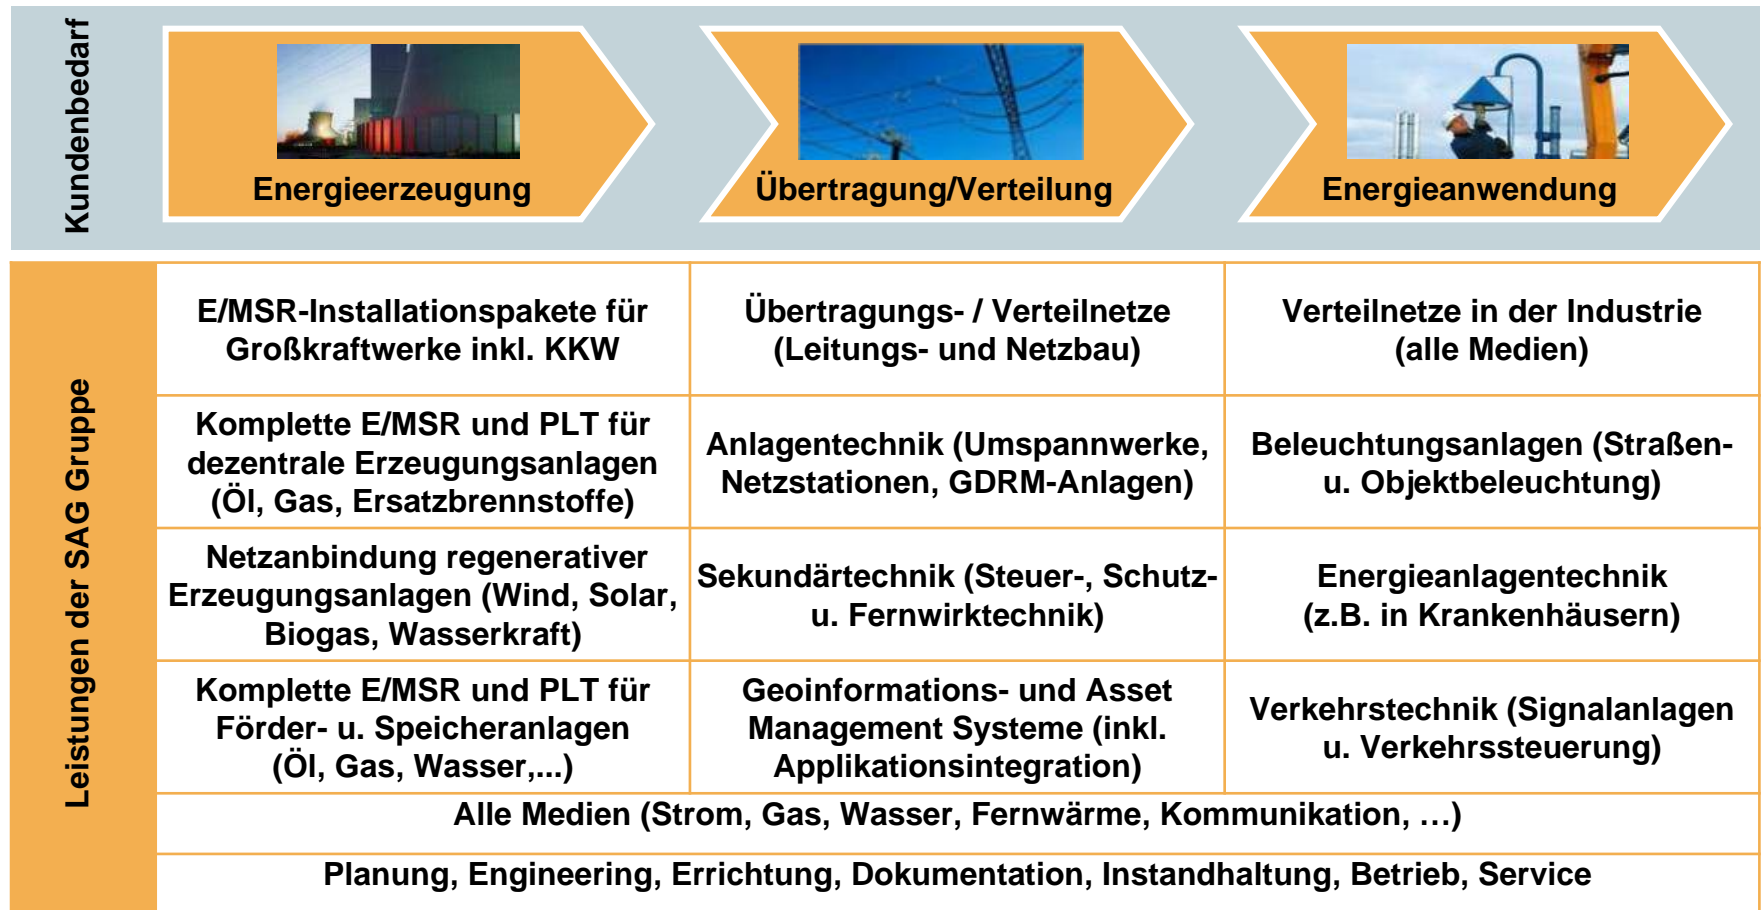 Kundenbedarf
Energieerzeugung
Übertragung/Verteilung
Energieanwendung
Leistungen der SAG Gruppe
E/MSR-Installationspakete für
Großkraftwerke inkl. KKW
Übertragungs- / Verteilnetze
(Leitungs- und Netzbau)
Verteilnetze in der Industrie
(alle Medien)
Komplette E/MSR und PLT für
dezentrale Erzeugungsanlagen
(Öl, Gas, Ersatzbrennstoffe)
Anlagentechnik (Umspannwerke,
Netzstationen, GDRM-Anlagen)
Beleuchtungsanlagen (Straßen-
u. Objektbeleuchtung)
Netzanbindung regenerativer
Erzeugungsanlagen (Wind, Solar,
Biogas, Wasserkraft)
Sekundärtechnik (Steuer-, Schutz-
u. Fernwirktechnik)
Energieanlagentechnik
(z.B. in Krankenhäusern)
Komplette E/MSR und PLT für
Förder- u. Speicheranlagen
(Öl, Gas, Wasser,...)
Geoinformations- und Asset
Management Systeme (inkl.
Applikationsintegration)
Verkehrstechnik (Signalanlagen
u. Verkehrssteuerung)
Alle Medien (Strom, Gas, Wasser, Fernwärme, Kommunikation, …)
Planung, Engineering, Errichtung, Dokumentation, Instandhaltung, Betrieb, Service